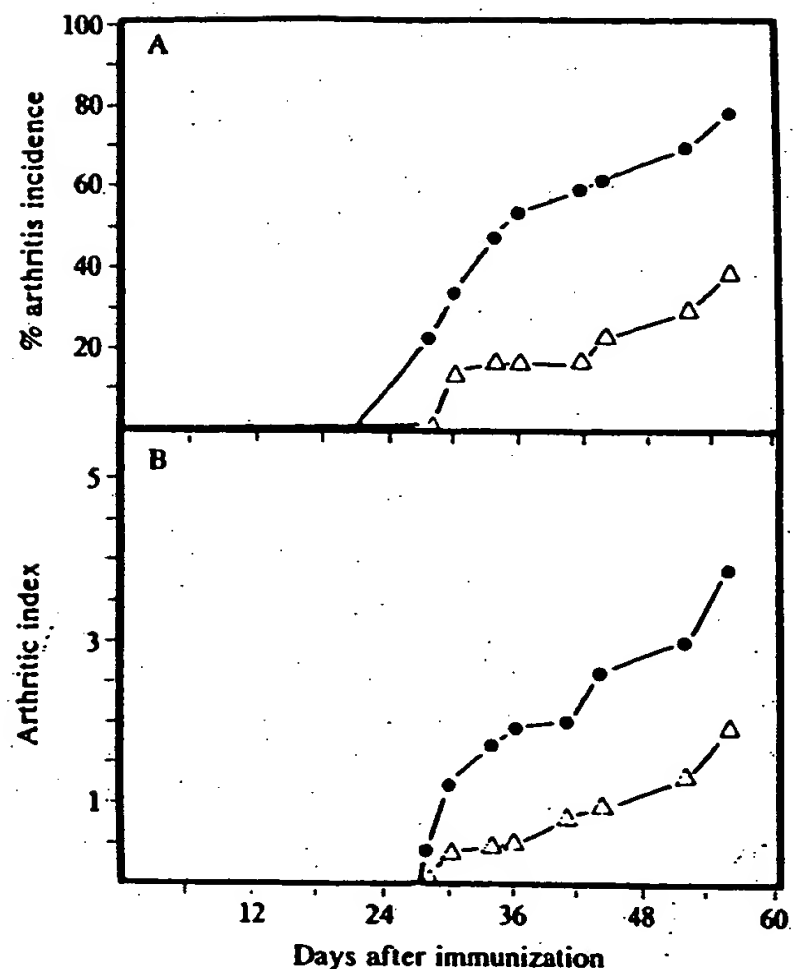 A
% arthritis incidence
100
80
60
40
20
B
Arthritic index
5
3
1
12 24 36 48 60
Days after immunization